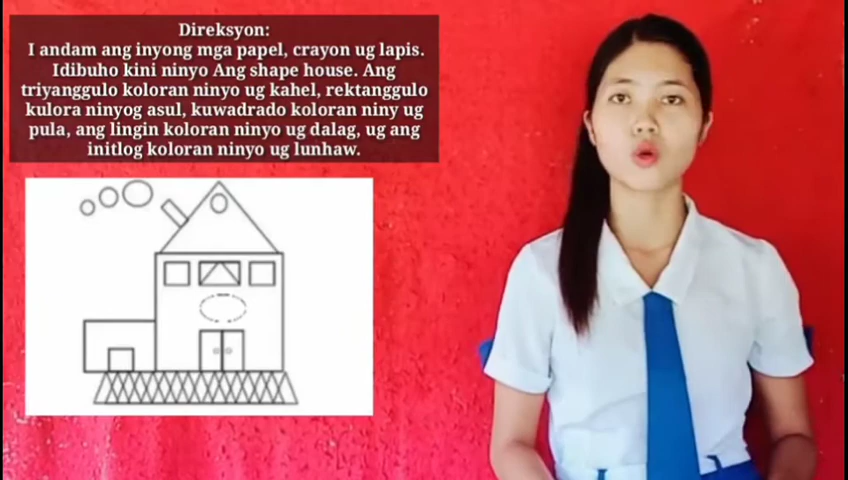 Direksyon:
I andam ang inyong mga papel, crayon ug lapis.
Idibuho kini ninyo Ang shape house. Ang
triyanggulo koloran ninyo ug kahel, rektanggulo
kulora ninyog asul, kuwadrado koloran niny ug
pula, ang lingin koloran ninyo ug dalag, ug ang
initlog koloran ninyo ug lunhaw.